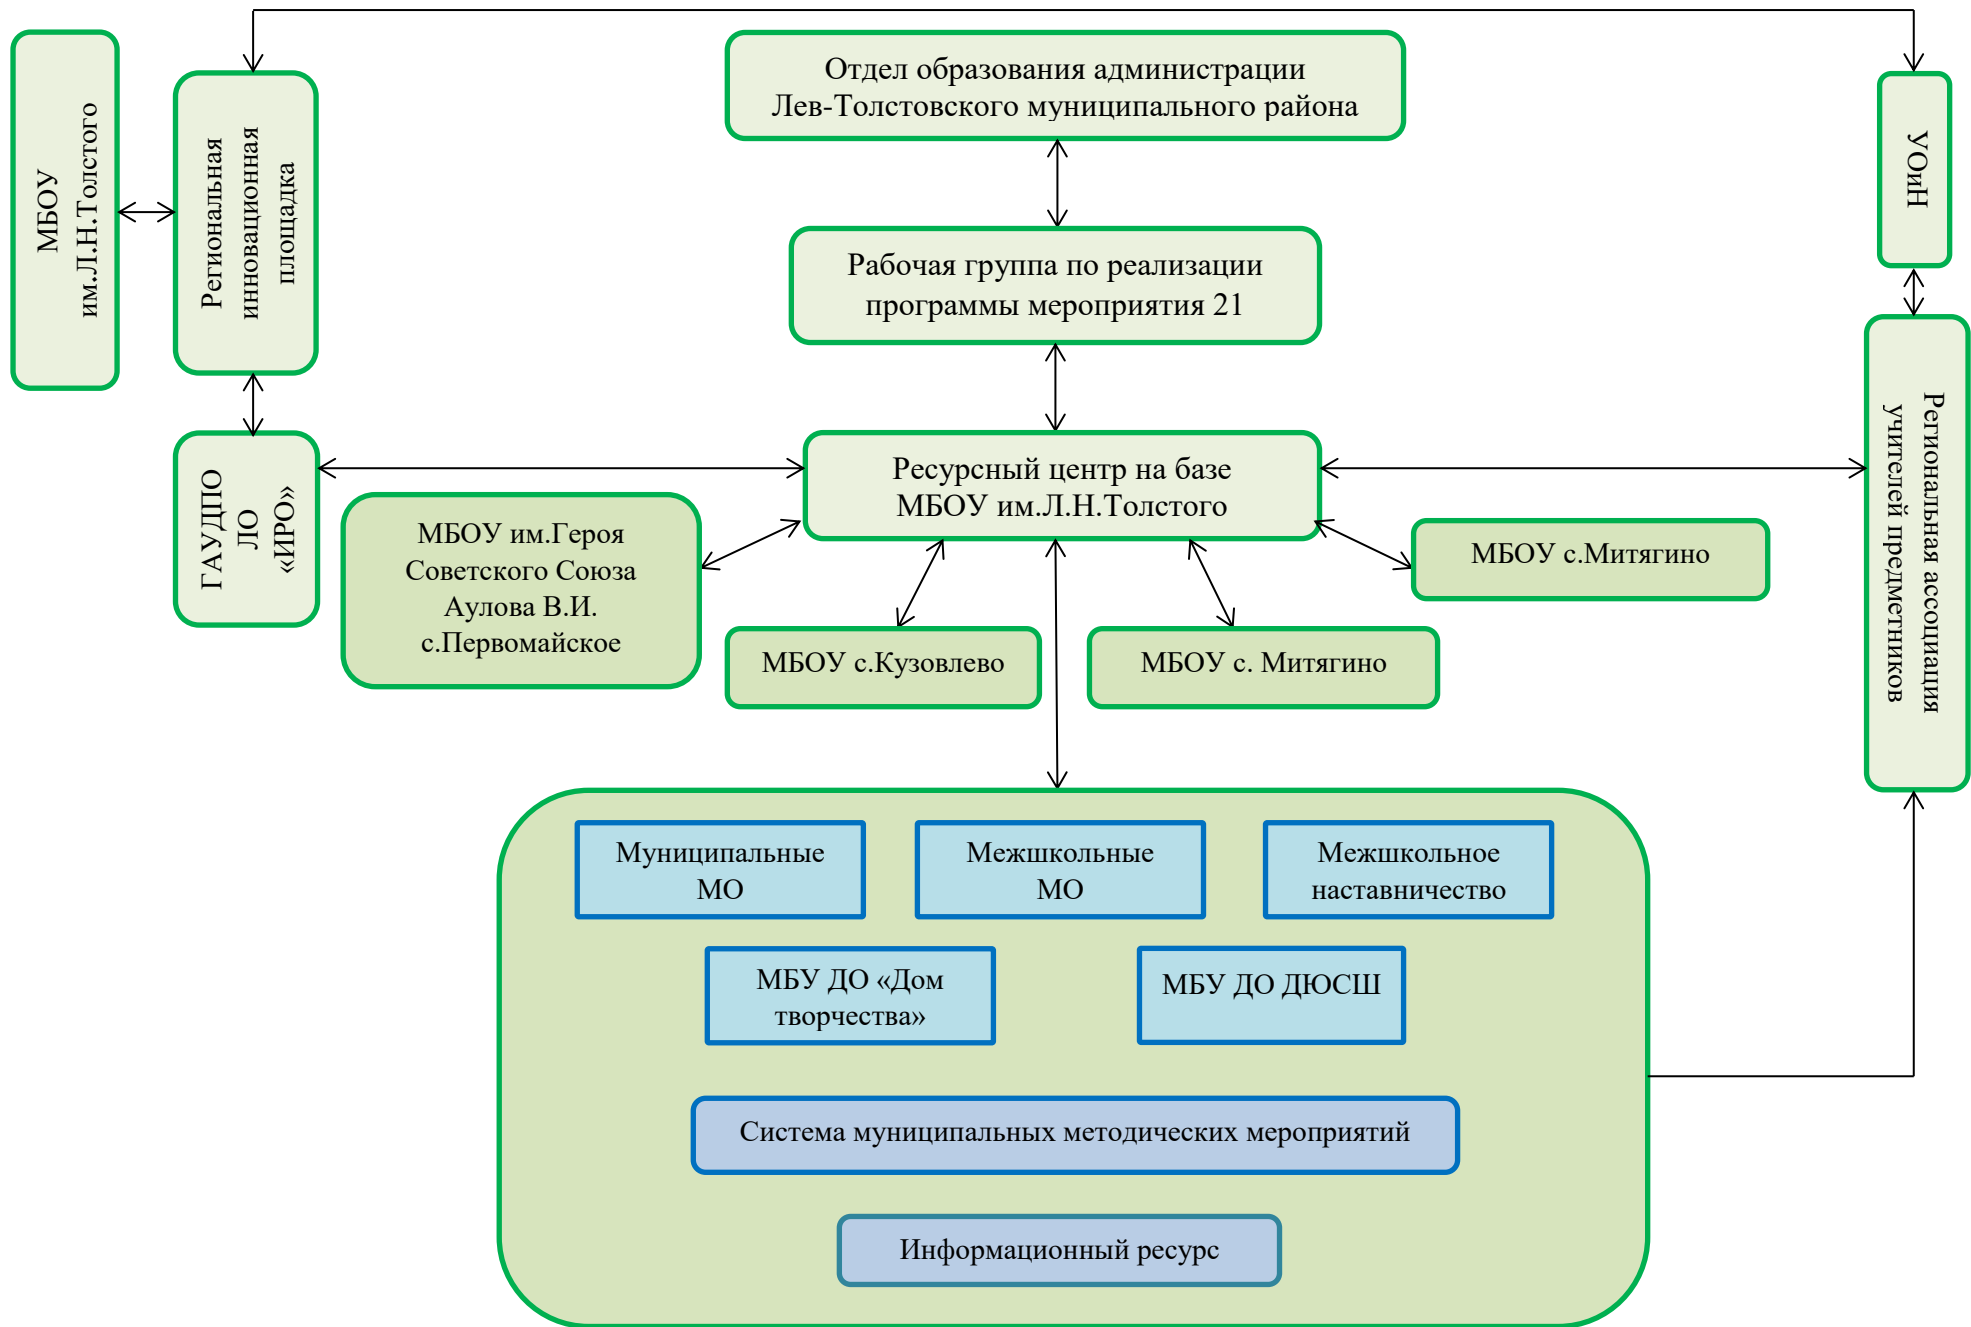 МБОУ
им.Л.Н.Толстого
Региональная
инновационная
площадка
Отдел образования администрации
Лев-Толстовского муниципального района
УОиН
Рабочая группа по реализации
программы мероприятия 21
Региональная ассоциация
учителей предметников
ГАУДПО
ЛО
«ИРО»
Ресурсный центр на базе
МБОУ им.Л.Н.Толстого
МБОУ им.Героя
Советского Союза
Аулова В.И.
с.Первомайское
МБОУ с.Кузовлево
МБОУ с. Митягино
МБОУ с.Митягино
Муниципальные
МО
Межшкольные
МО
Межшкольное
наставничество
МБУ ДО «Дом
творчества»
МБУ ДО ДЮСШ
Система муниципальных методических мероприятий
Информационный ресурс